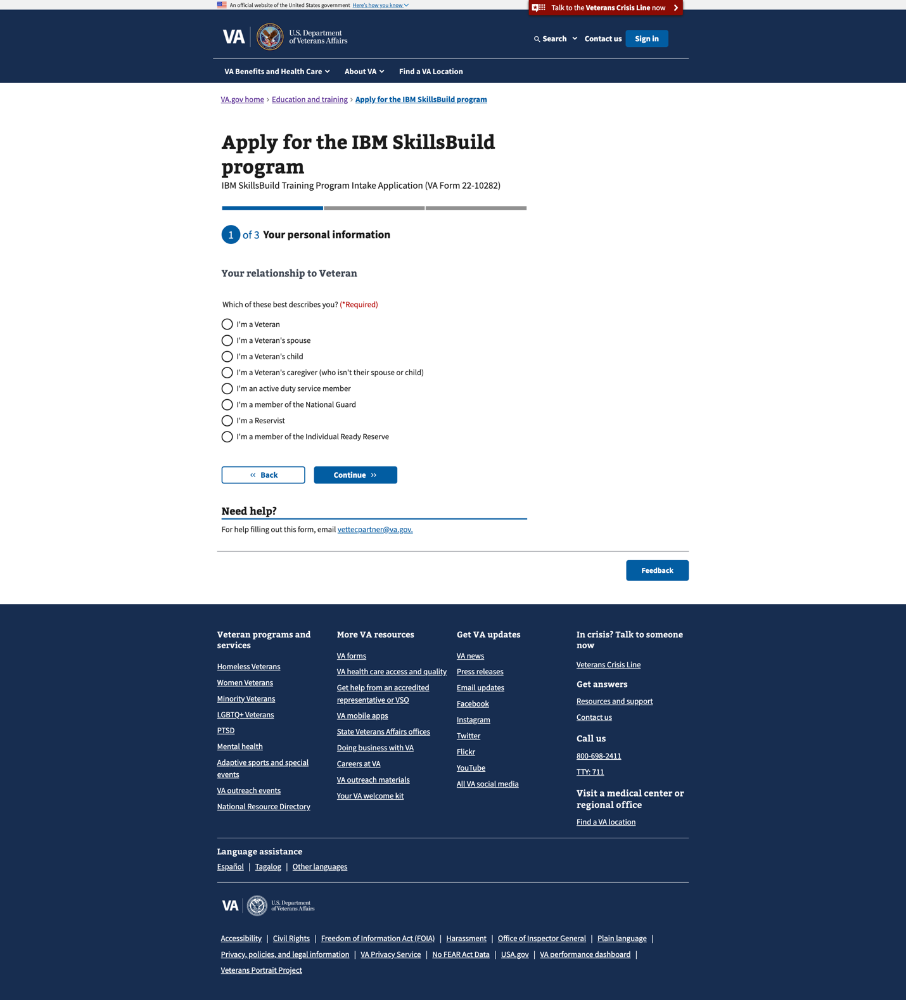 An official website of the United States government Here's how you know
Talk to the Veterans Crisis Line now
VA U.S. Department of Veterans Affairs
Search Contact us Sign in
VA Benefits and Health Care About VA Find a VA Location
VA.gov home › Education and training › Apply for the IBM SkillsBuild program
Apply for the IBM SkillsBuild
program
IBM SkillsBuild Training Program Intake Application (VA Form 22-10282)
1 of 3 Your personal information
Your relationship to Veteran
Which of these best describes you? (*Required)
I'm a Veteran
I'm a Veteran's spouse
I'm a Veteran's child
I'm a Veteran's caregiver (who isn't their spouse or child)
I'm an active duty service member
I'm a member of the National Guard
I'm a Reservist
I'm a member of the Individual Ready Reserve
Back
Continue
Need help?
For help filling out this form, email vettecpartner@va.gov.
Feedback
Veteran programs and
services
Homeless Veterans
Women Veterans
Minority Veterans
LGBTQ+ Veterans
PTSD
Mental health
Adaptive sports and special
events
VA outreach events
National Resource Directory
More VA resources
VA forms
VA health care access and quality
Get help from an accredited
representative or VSO
VA mobile apps
State Veterans Affairs offices
Doing business with VA
Careers at VA
VA outreach materials
Your VA welcome kit
Get VA updates
VA news
Press releases
Email updates
Facebook
Instagram
Twitter
Flickr
YouTube
All VA social media
In crisis? Talk to someone
now
Veterans Crisis Line
Get answers
Resources and support
Contact us
Call us
800-698-2411
TTY: 711
Visit a medical center or
regional office
Find a VA location
Language assistance
Español | Tagalog | Other languages
VA U.S. Department of Veterans Affairs
Accessibility | Civil Rights | Freedom of Information Act (FOIA) | Harassment | Office of Inspector General | Plain language |
Privacy, policies, and legal information | VA Privacy Service | No FEAR Act Data | USA.gov | VA performance dashboard |
Veterans Portrait Project